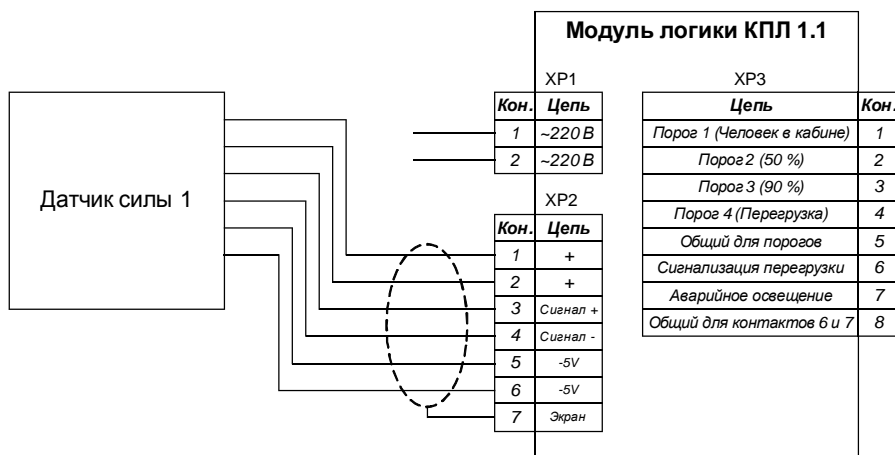 Модуль логики КПЛ 1.1
ХР1
ХР3
Кон. Цепь
1 ~220 В
2 ~220 В
Цепь Кон.
Порог 1 (Человек в кабине) 1
Порог 2 (50 %) 2
Порог 3 (90 %) 3
Порог 4 (Перегрузка) 4
Общий для порогов 5
Сигнализация перегрузки 6
Аварийное освещение 7
Общий для контактов 6 и 7 8
Датчик силы 1
ХР2
Кон. Цепь
1 +
2 +
3 Сигнал +
4 Сигнал -
5 -5V
6 -5V
7 Экран